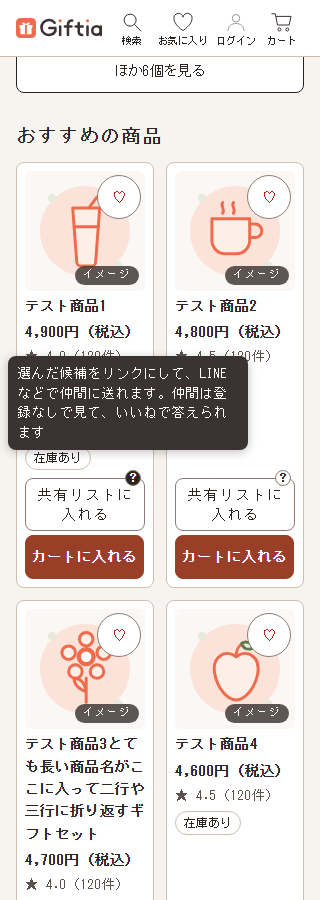 Giftia
検索
お気に入り
ログイン
カート
ほか6個を見る
おすすめの商品
イメージ
テスト商品1
4,900円（税込）
イメージ
テスト商品2
4,800円（税込）
選んだ候補をリンクにして、LINE
などで仲間に送れます。仲間は登
録なしで見て、いいねで答えられ
ます
在庫あり
?
共有リストに
入れる
カートに入れる
?
共有リストに
入れる
カートに入れる
イメージ
テスト商品3とて
も長い商品名がこ
こに入って二行や
三行に折り返すギ
フトセット
4,700円（税込）
★ 4.0（120件）
イメージ
テスト商品4
4,600円（税込）
★ 4.5（120件）
在庫あり